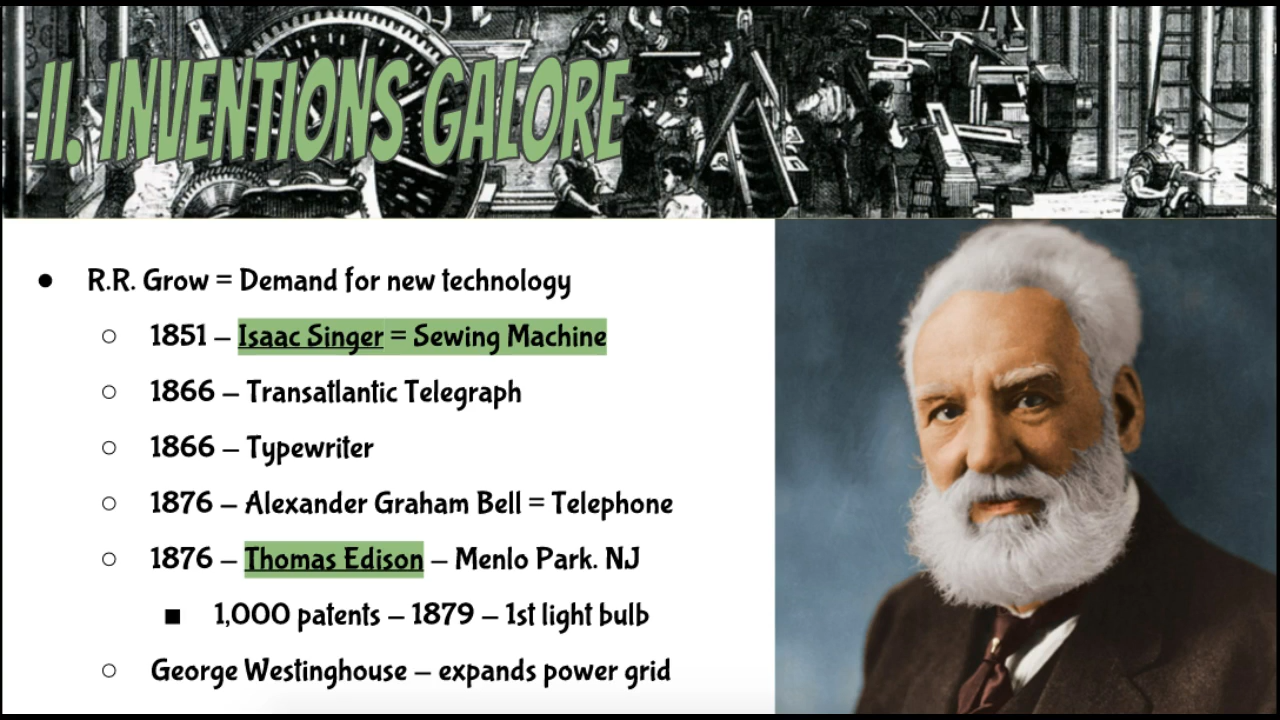 II. INVENTIONS GALORE
● R.R. Grow = Demand for new technology
○ 1851 – Isaac Singer = Sewing Machine
○ 1866 – Transatlantic Telegraph
○ 1866 – Typewriter
○ 1876 – Alexander Graham Bell = Telephone
○ 1876 – Thomas Edison – Menlo Park. NJ
■ 1,000 patents – 1879 – 1st light bulb
○ George Westinghouse – expands power grid